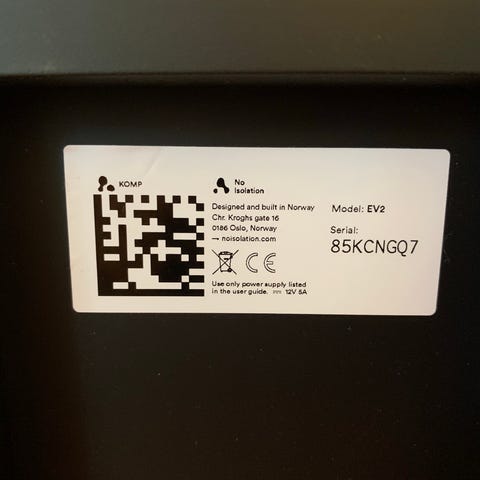 KOMP
No
Isolation
Designed and built in Norway
Chr. Kroghs gate 16
0186 Oslo, Norway
→ noisolation.com
CE
Use only power supply listed
in the user guide. ⎓ 12V 5A
Model: EV2
Serial:
85KCNGQ7